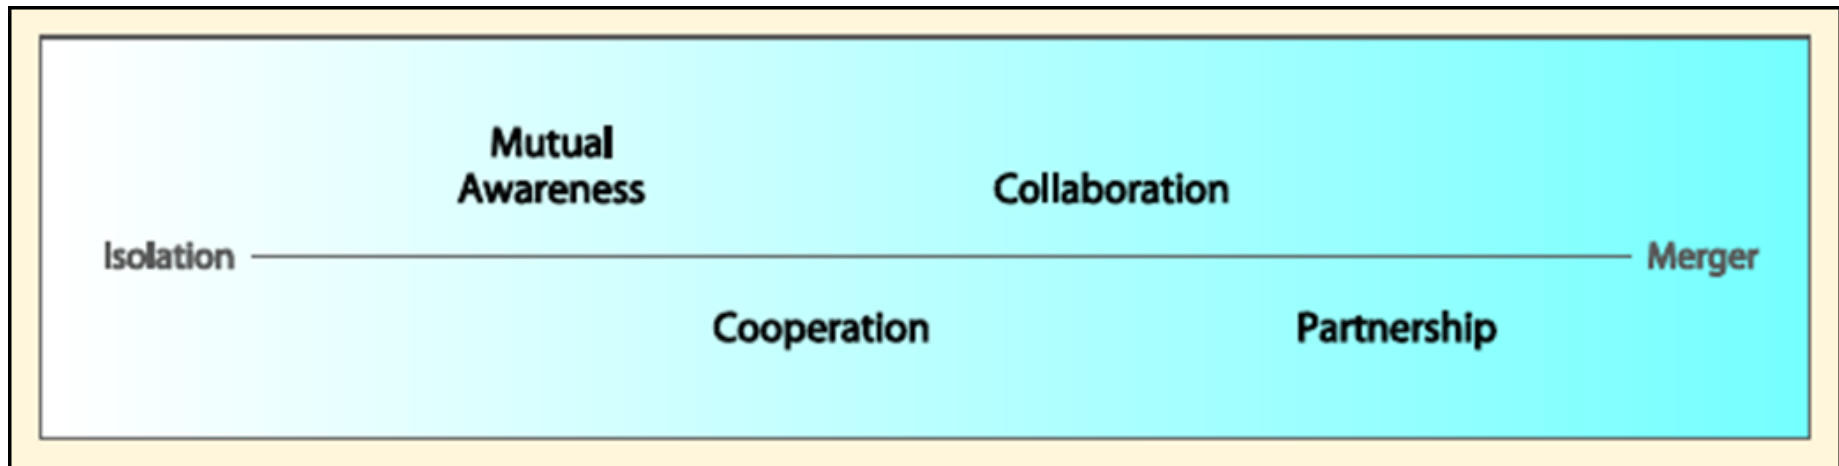 Mutual
Awareness
Collaboration
Isolation
Merger
Cooperation
Partnership